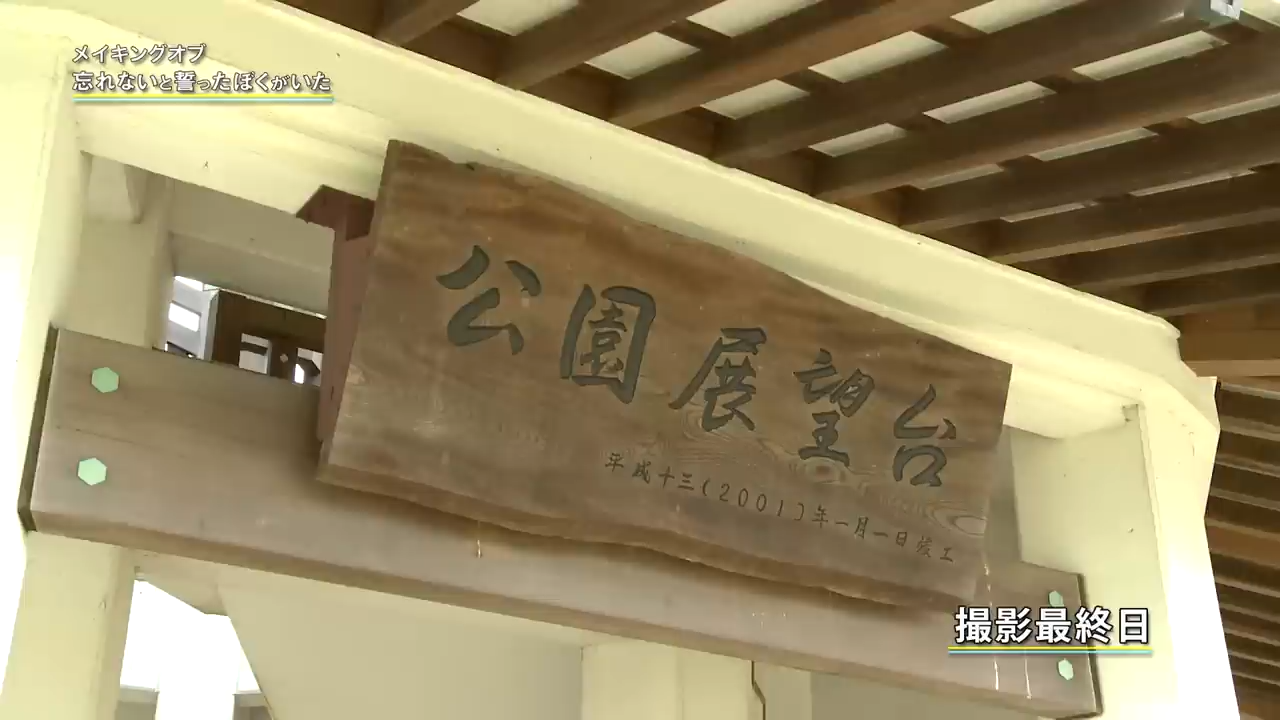 メイキングオブ
忘れないと誓ったぼくがいた
公園展望台
平成十三(2001)年一月一日竣工
撮影最終日